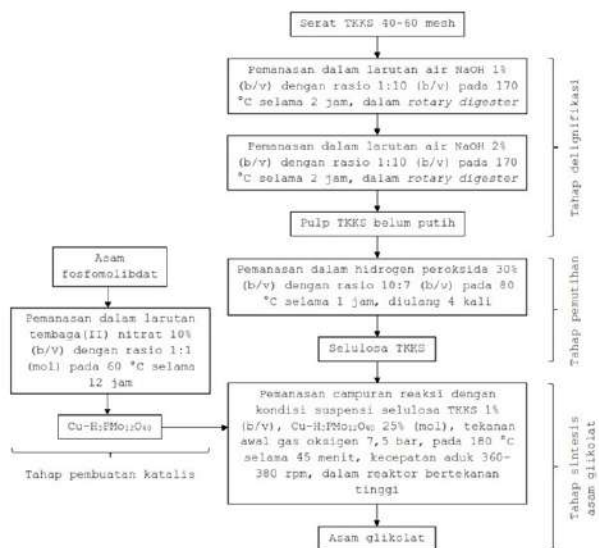 Serat TKKS 40-60 mesh
Pemanasan dalam larutan air NaOH 1%
(b/v) dengan rasio 1:10 (b/v) pada 170
°C selama 2 jam, dalam rotary digester
Pemanasan dalam larutan air NaOH 2%
(b/v) dengan rasio 1:10 (b/v) pada 170
°C selama 2 jam, dalam rotary digester
Pulp TKKS belum putih
Tahap delignifikasi
Pemanasan dalam hidrogen peroksida 30%
(b/v) dengan rasio 10:7 (b/v) pada 80
°C selama 1 jam, diulang 4 kali
Selulosa TKKS
Tahap pemutihan
Asam
fosfomolibdat
Pemanasan dalam larutan
tembaga(II) nitrat 10%
(b/V) dengan rasio 1:1
(mol) pada 60 °C selama
12 jam
Cu-H₃PMo₁₂O₄₀
Tahap pembuatan katalis
Pemanasan campuran reaksi dengan
kondisi suspensi selulosa TKKS 1%
(b/v), Cu-H₃PMo₁₂O₄₀ 25% (mol), tekanan
awal gas oksigen 7,5 bar, pada 180 °C
selama 45 menit, kecepatan aduk 360-
380 rpm, dalam reaktor bertekanan
tinggi
Asam glikolat
Tahap sintesis
asam glikolat